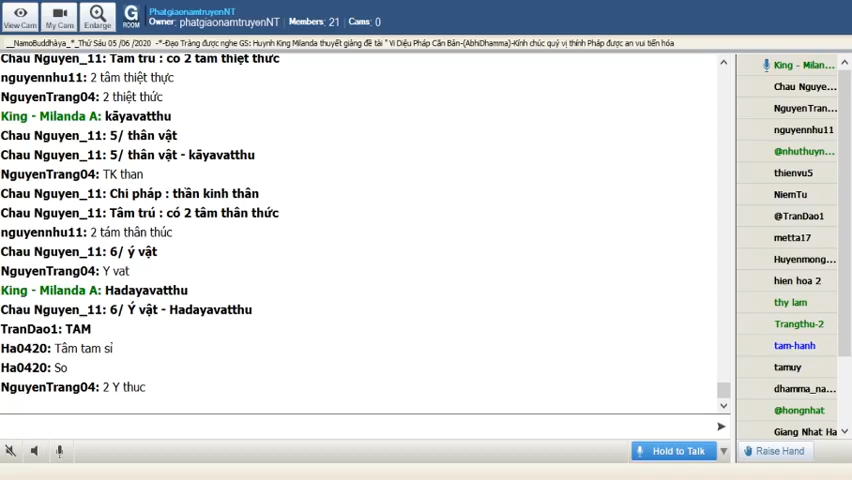 View Cam
My Cam
Enlarge
G
ROOM
PhatgiaonamtruyenNT
Owner: phatgiaonamtruyenNT Members: 21 Cams: 0
__NamoBuddhàya_*_Thứ Sáu 05 /06 /2020 -*-Đạo Tràng được nghe GS: Huynh King Milanda thuyết giảng đề tài " Vi Diệu Pháp Căn Bản-(AbhiDhamma)-Kính chúc quý vị thính Pháp được an vui tiến hóa
Chau Nguyen_11: Tâm trú : có 2 tâm thiệt thức
nguyennhu11: 2 tâm thiệt thực
NguyenTrang04: 2 thiệt thức
King - Milanda A: kāyavatthu
Chau Nguyen_11: 5/ thân vật
Chau Nguyen_11: 5/ thân vật - kāyavatthu
NguyenTrang04: TK than
Chau Nguyen_11: Chi pháp : thần kinh thân
Chau Nguyen_11: Tâm trú : có 2 tâm thân thức
nguyennhu11: 2 tám thân thúc
Chau Nguyen_11: 6/ ý vật
NguyenTrang04: Y vat
King - Milanda A: Hadayavatthu
Chau Nguyen_11: 6/ Ý vật - Hadayavatthu
TranDao1: TAM
Ha0420: Tâm tam sỉ
Ha0420: So
NguyenTrang04: 2 Y thuc
King - Milan...
Chau Nguye...
NguyenTran...
nguyennhu11
@nhuthuyn...
thienvu5
NiemTu
@TranDao1
metta17
Huyenmong...
hien hoa 2
thy lam
Trangthu-2
tam-hanh
tamuy
dhamma_na...
@hongnhat
Giang Nhat Ha
Hold to Talk
Raise Hand